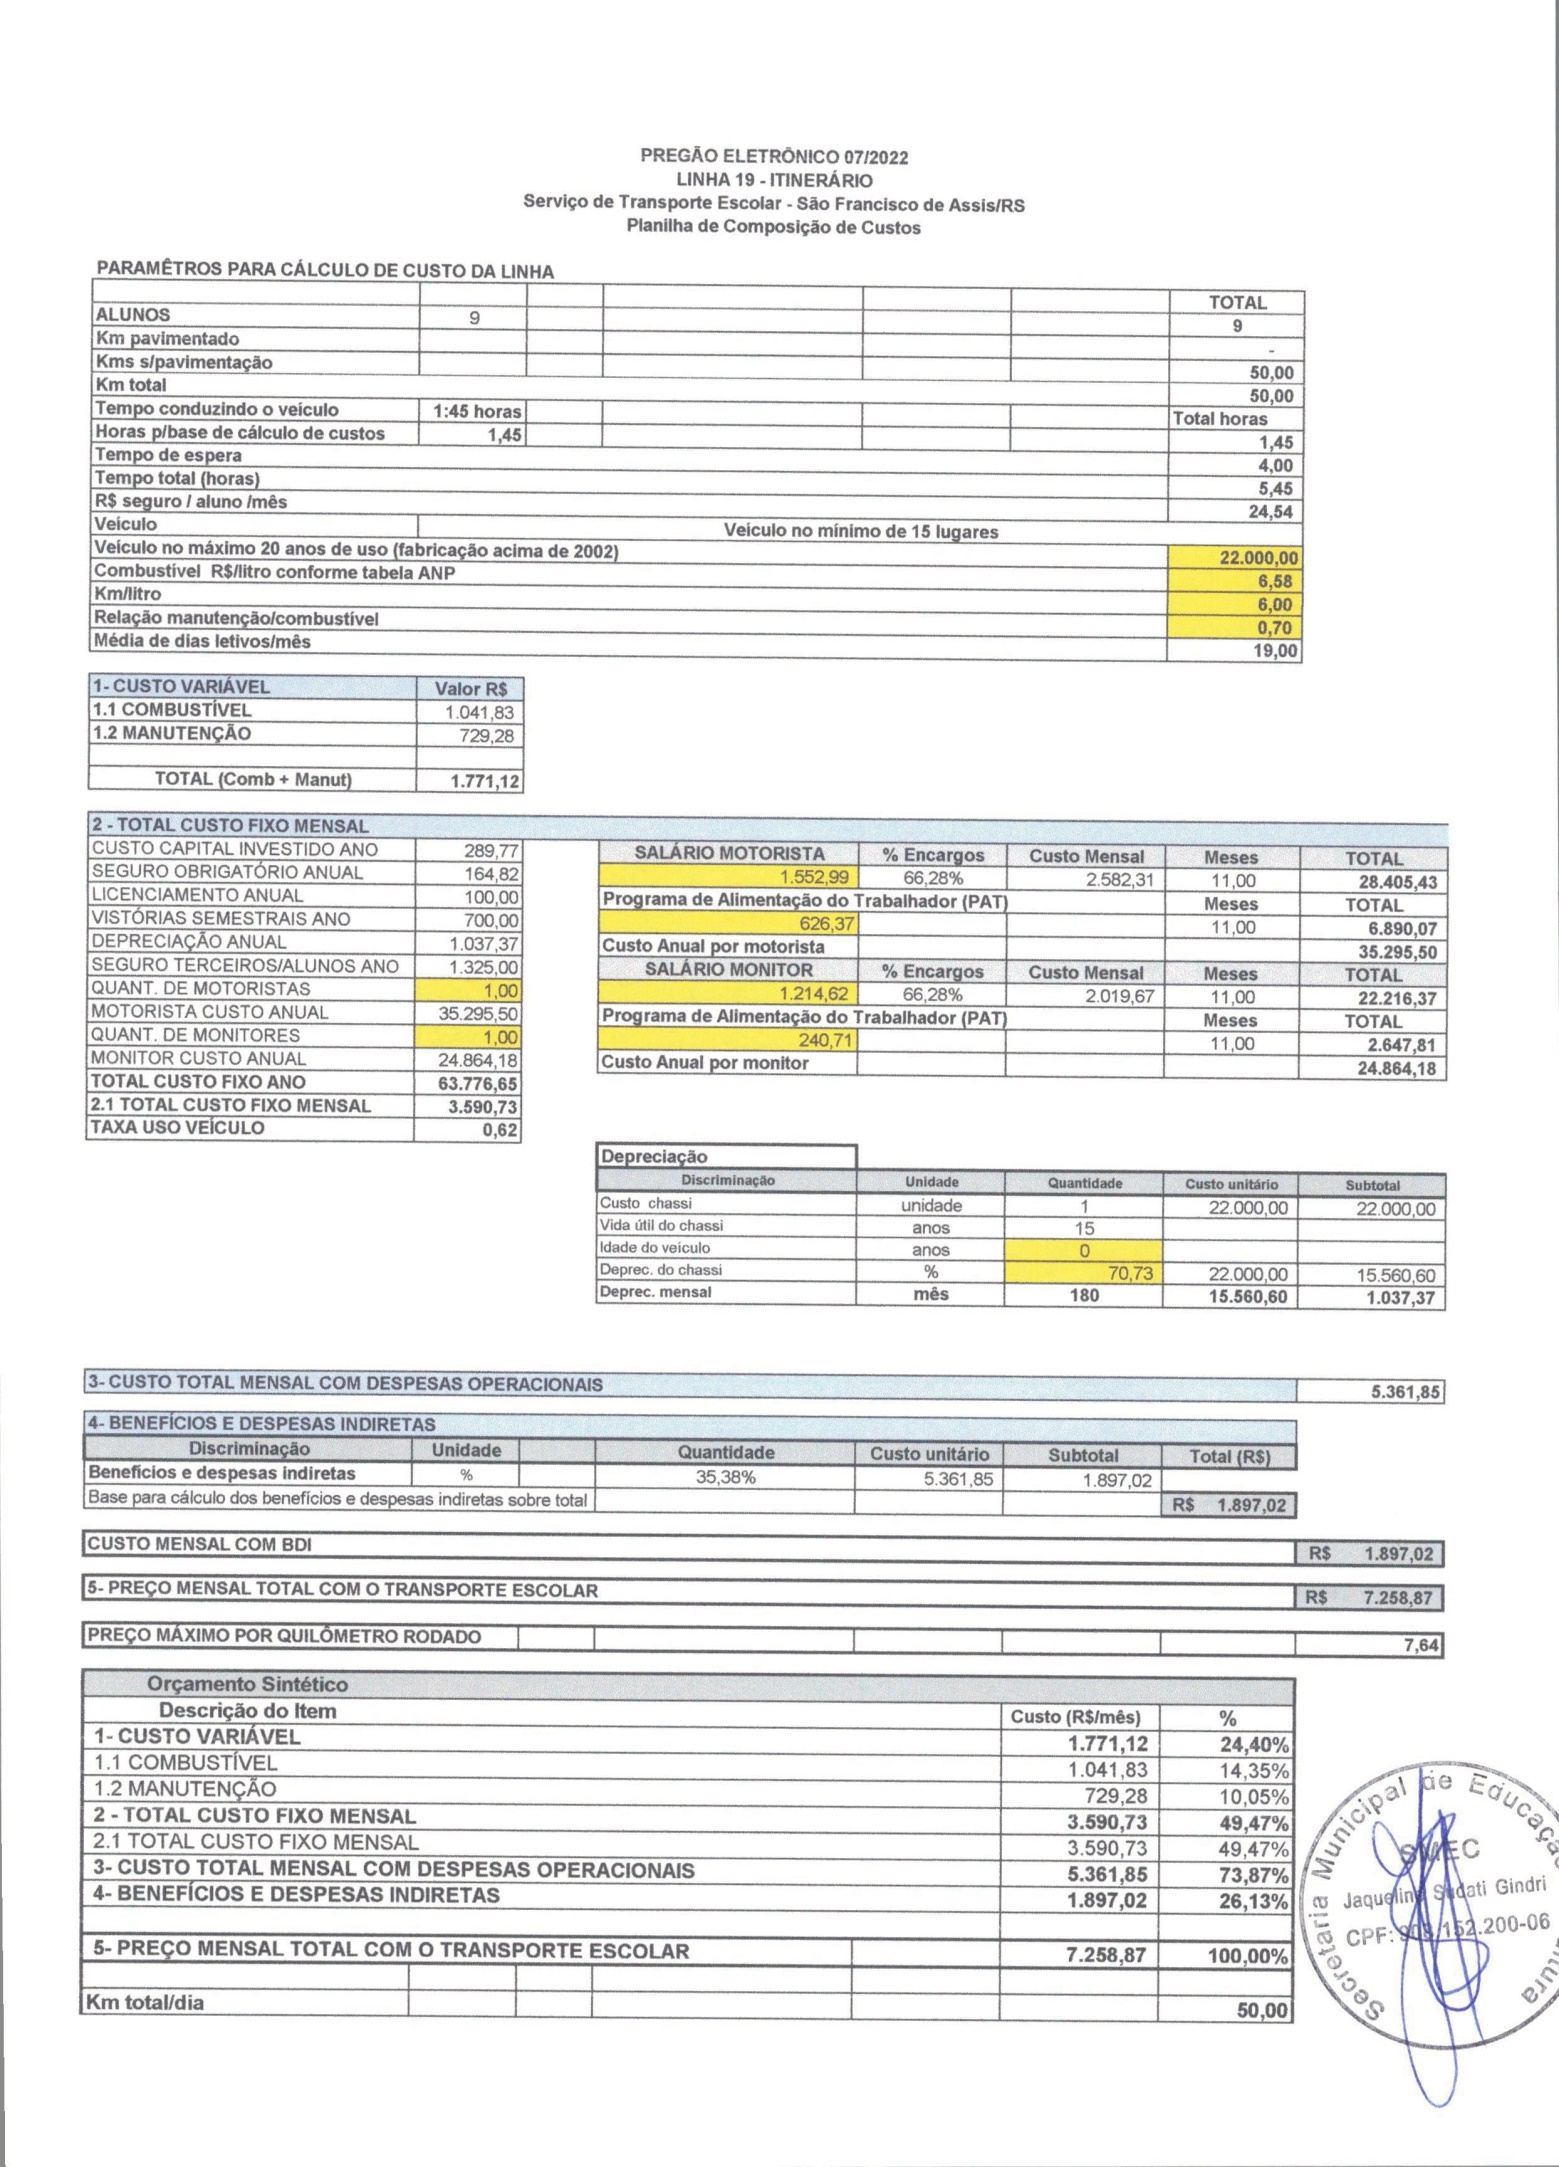 PREGÃO ELETRÔNICO 07/2022
LINHA 19 - ITINERÁRIO
Serviço de Transporte Escolar - São Francisco de Assis/RS
Planilha de Composição de Custos
PARAMÊTROS PARA CÁLCULO DE CUSTO DA LINHA
TOTAL
ALUNOS 9 9
Km pavimentado -
Kms s/pavimentação 50,00
Km total 50,00
Tempo conduzindo o veículo 1:45 horas Total horas
Horas p/base de cálculo de custos 1,45 1,45
Tempo de espera 4,00
Tempo total (horas) 5,45
R$ seguro / aluno /mês 24,54
Veículo Veículo no mínimo de 15 lugares
Veículo no máximo 20 anos de uso (fabricação acima de 2002) 22.000,00
Combustível R$/litro conforme tabela ANP 6,58
Km/litro 6,00
Relação manutenção/combustível 0,70
Média de dias letivos/mês 19,00
1- CUSTO VARIÁVEL Valor R$
1.1 COMBUSTÍVEL 1.041,83
1.2 MANUTENÇÃO 729,28
TOTAL (Comb + Manut) 1.771,12
2 - TOTAL CUSTO FIXO MENSAL
CUSTO CAPITAL INVESTIDO ANO 289,77
SEGURO OBRIGATÓRIO ANUAL 164,82
LICENCIAMENTO ANUAL 100,00
VISTÓRIAS SEMESTRAIS ANO 700,00
DEPRECIAÇÃO ANUAL 1.037,37
SEGURO TERCEIROS/ALUNOS ANO 1.325,00
QUANT. DE MOTORISTAS 1,00
MOTORISTA CUSTO ANUAL 35.295,50
QUANT. DE MONITORES 1,00
MONITOR CUSTO ANUAL 24.864,18
TOTAL CUSTO FIXO ANO 63.776,65
2.1 TOTAL CUSTO FIXO MENSAL 3.590,73
TAXA USO VEÍCULO 0,62
SALÁRIO MOTORISTA % Encargos Custo Mensal Meses TOTAL
1.552,99 66,28% 2.582,31 11,00 28.405,43
Programa de Alimentação do Trabalhador (PAT) Meses TOTAL
626,37 11,00 6.890,07
Custo Anual por motorista 35.295,50
SALÁRIO MONITOR % Encargos Custo Mensal Meses TOTAL
1.214,62 66,28% 2.019,67 11,00 22.216,37
Programa de Alimentação do Trabalhador (PAT) Meses TOTAL
240,71 11,00 2.647,81
Custo Anual por monitor 24.864,18
Depreciação
Discriminação Unidade Quantidade Custo unitário Subtotal
Custo chassi unidade 1 22.000,00 22.000,00
Vida útil do chassi anos 15
Idade do veículo anos 0
Deprec. do chassi % 70,73 22.000,00 15.560,60
Deprec. mensal mês 180 15.560,60 1.037,37
3- CUSTO TOTAL MENSAL COM DESPESAS OPERACIONAIS 5.361,85
4- BENEFÍCIOS E DESPESAS INDIRETAS
Discriminação Unidade Quantidade Custo unitário Subtotal Total (R$)
Benefícios e despesas indiretas % 35,38% 5.361,85 1.897,02
Base para cálculo dos benefícios e despesas indiretas sobre total R$ 1.897,02
CUSTO MENSAL COM BDI R$ 1.897,02
5- PREÇO MENSAL TOTAL COM O TRANSPORTE ESCOLAR R$ 7.258,87
PREÇO MÁXIMO POR QUILÔMETRO RODADO 7,64
Orçamento Sintético
Descrição do Item Custo (R$/mês) %
1- CUSTO VARIÁVEL 1.771,12 24,40%
1.1 COMBUSTÍVEL 1.041,83 14,35%
1.2 MANUTENÇÃO 729,28 10,05%
2 - TOTAL CUSTO FIXO MENSAL 3.590,73 49,47%
2.1 TOTAL CUSTO FIXO MENSAL 3.590,73 49,47%
3- CUSTO TOTAL MENSAL COM DESPESAS OPERACIONAIS 5.361,85 73,87%
4- BENEFÍCIOS E DESPESAS INDIRETAS 1.897,02 26,13%
5- PREÇO MENSAL TOTAL COM O TRANSPORTE ESCOLAR 7.258,87 100,00%
Km total/dia 50,00
Secretaria Municipal de Educação
SMEC
Jaqueline Sudati Gindri
CPF: 152.200-06